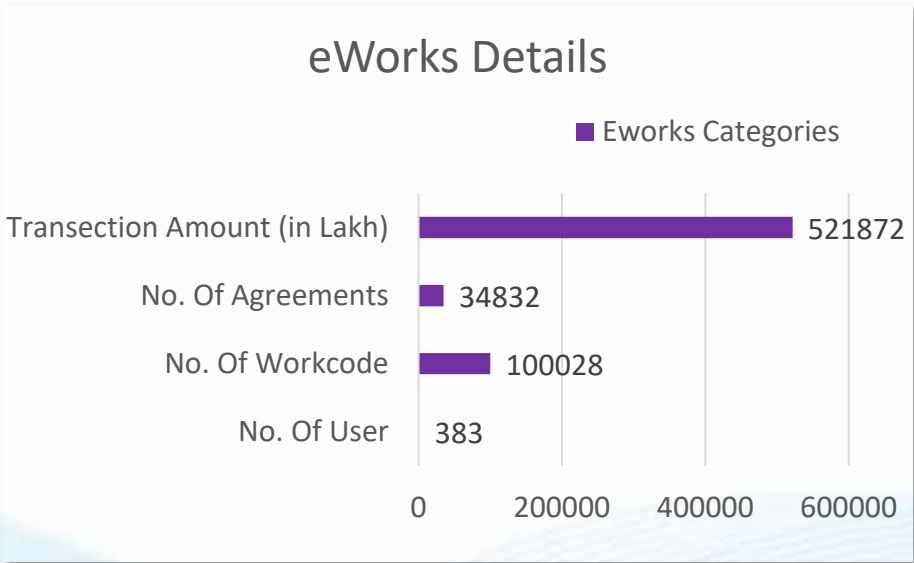 eWorks Details
Eworks Categories
Transection Amount (in Lakh) 521872
No. Of Agreements 34832
No. Of Workcode 100028
No. Of User 383
0 200000 400000 600000